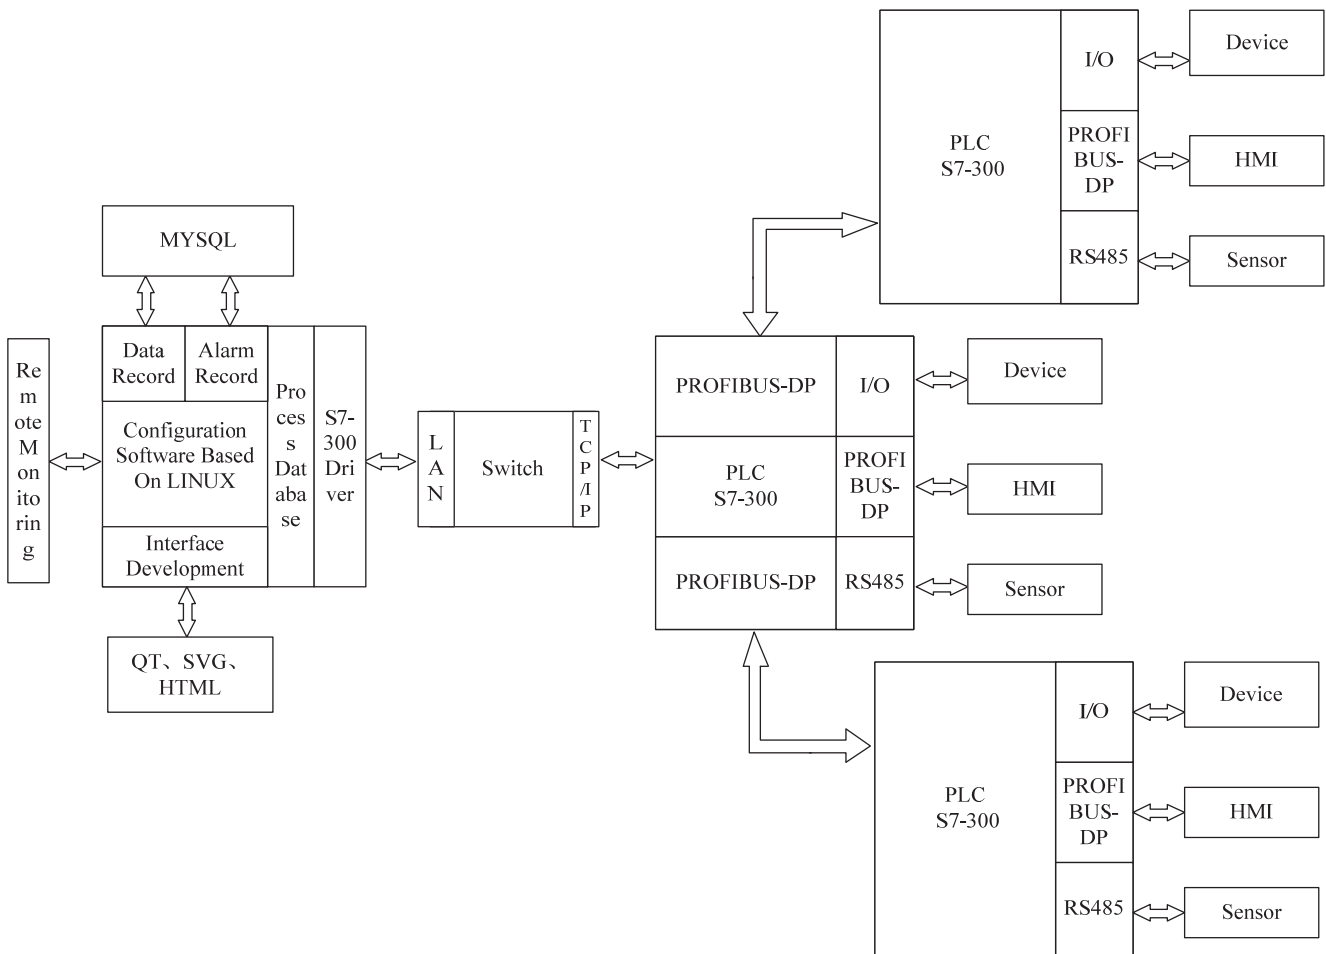 MYSQL
Data
Record
Alarm
Record
Re
m
ote
M
on
ito
rin
g
Configuration
Software Based
On LINUX
Interface
Development
Pro
ces
s
Dat
aba
se
S7-
300
Dri
ver
QT、SVG、
HTML
L
A
N
Switch
T
C
P
/I
P
PROFIBUS-DP
PLC
S7-300
PROFIBUS-DP
I/O
PROFI
BUS-
DP
RS485
Device
HMI
Sensor
PLC
S7-300
I/O
PROFI
BUS-
DP
RS485
Device
HMI
Sensor
PLC
S7-300
I/O
PROFI
BUS-
DP
RS485
Device
HMI
Sensor